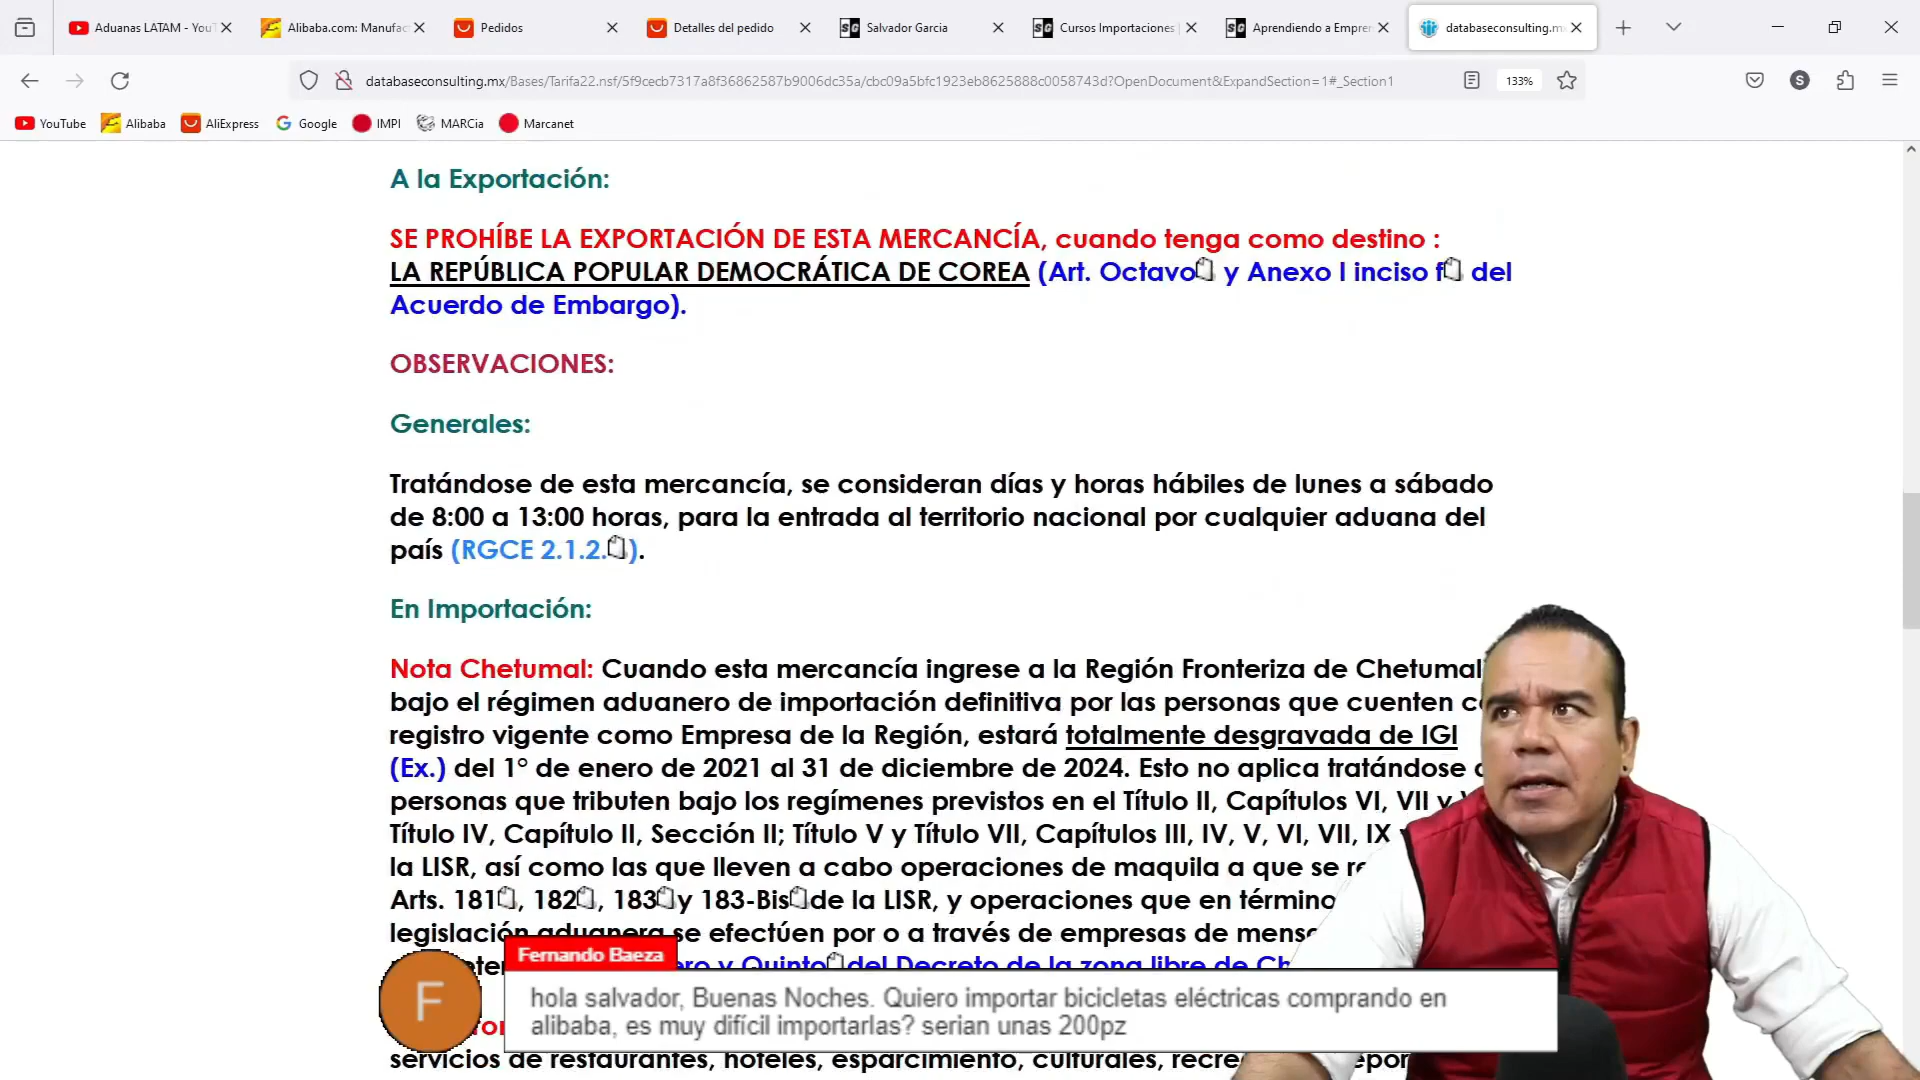 Aduanas LATAM - YouT
Alibaba.com: Manufac
Pedidos
Detalles del pedido
Salvador Garcia
Cursos Importaciones |
Aprendiendo a Empren
databaseconsulting.mx
databaseconsulting.mx/Bases/Tarifa22.nsf/5f9cecb7317a8f36862587b9006dc35a/cbc09a5bfc1923eb8625888c0058743d?OpenDocument&ExpandSection=1#_Section1
133%
S
YouTube
Alibaba
AliExpress
Google
IMPI
MARCia
Marcanet
A la Exportación:
SE PROHÍBE LA EXPORTACIÓN DE ESTA MERCANCÍA, cuando tenga como destino :
LA REPÚBLICA POPULAR DEMOCRÁTICA DE COREA (Art. Octavo y Anexo I inciso f del
Acuerdo de Embargo).
OBSERVACIONES:
Generales:
Tratándose de esta mercancía, se consideran días y horas hábiles de lunes a sábado
de 8:00 a 13:00 horas, para la entrada al territorio nacional por cualquier aduana del
país (RGCE 2.1.2.).
En Importación:
Nota Chetumal: Cuando esta mercancía ingrese a la Región Fronteriza de Chetumal
bajo el régimen aduanero de importación definitiva por las personas que cuenten
registro vigente como Empresa de la Región, estará totalmente desgravada de IGI
(Ex.) del 1° de enero de 2021 al 31 de diciembre de 2024. Esto no aplica tratándose
personas que tributen bajo los regímenes previstos en el Título II, Capítulos VI, VII y
Título IV, Capítulo II, Sección II; Título V y Título VII, Capítulos III, IV, V, VI, VII, IX
la LISR, así como las que lleven a cabo operaciones de maquila a que se
Arts. 181, 182, 183 y 183-Bis de la LISR, y operaciones que en término
legislación aduanera se efectúen por o a través de empresas de
y Quinto del Decreto de la zona libre de
Fernando Baeza
F
hola salvador, Buenas Noches. Quiero importar bicicletas eléctricas comprando en
alibaba, es muy difícil importarlas? serian unas 200pz
servicios de restaurantes, hoteles, esparcimiento, culturales,